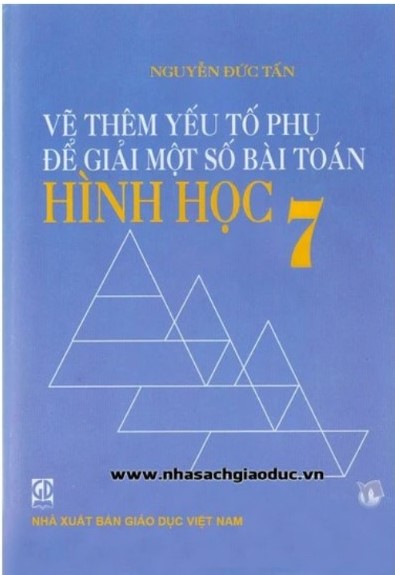 NGUYỄN ĐỨC TẤN
VẼ THÊM YẾU TỐ PHỤ
ĐỂ GIẢI MỘT SỐ BÀI TOÁN
HÌNH HỌC 7
www.nhasachgiaoduc.vn
GD
NHÀ XUẤT BẢN GIÁO DỤC VIỆT NAM